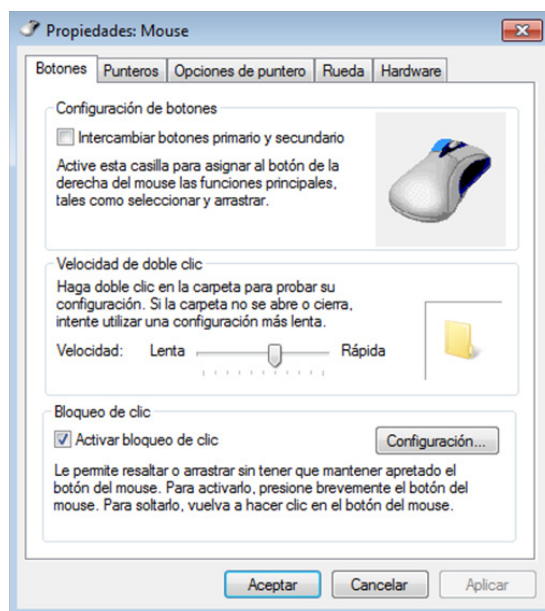 Propiedades: Mouse
Botones Punteros Opciones de puntero Rueda Hardware
Configuración de botones
Intercambiar botones primario y secundario
Active esta casilla para asignar al botón de la
derecha del mouse las funciones principales,
tales como seleccionar y arrastrar.
Velocidad de doble clic
Haga doble clic en la carpeta para probar su
configuración. Si la carpeta no se abre o cierra,
intente utilizar una configuración más lenta.
Velocidad: Lenta Rápida
Bloqueo de clic
Activar bloqueo de clic Configuración...
Le permite resaltar o arrastrar sin tener que mantener apretado el
botón del mouse. Para activarlo, presione brevemente el botón del
mouse. Para soltarlo, vuelva a hacer clic en el botón del mouse.
Aceptar Cancelar Aplicar